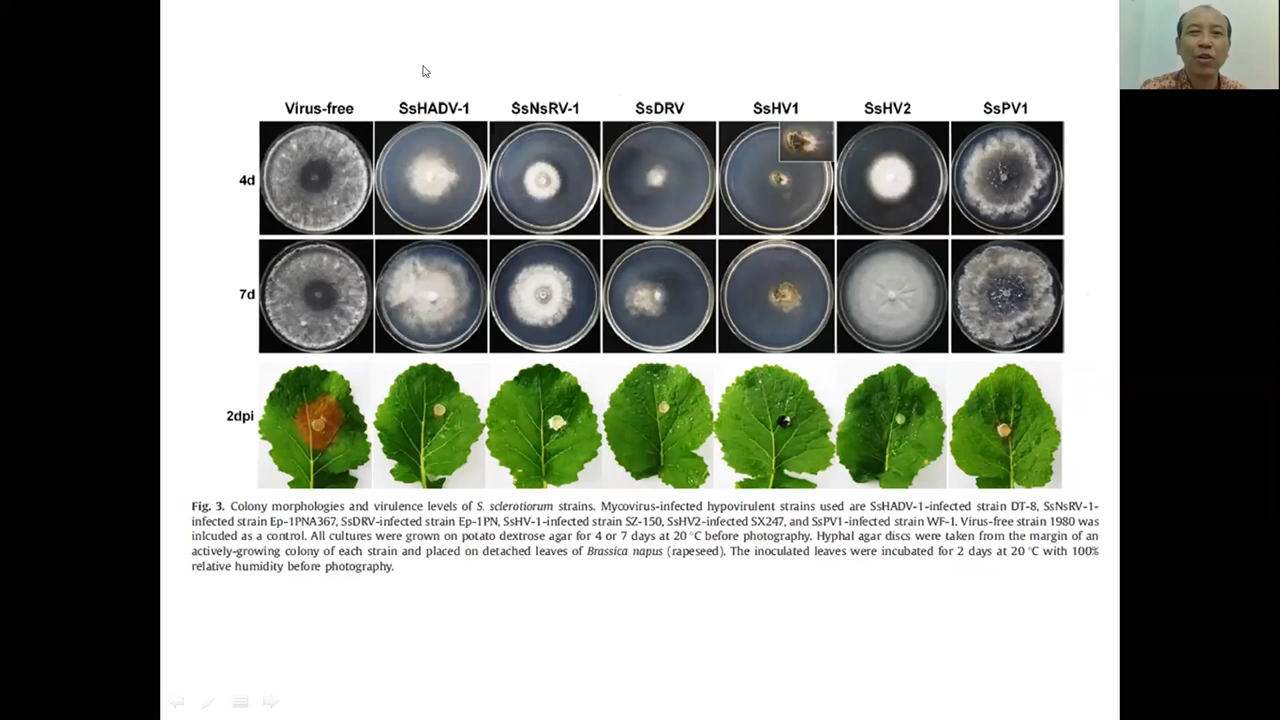 Virus-free SsHADV-1 SsNsRV-1 SsDRV SsHV1 SsHV2 SsPV1
4d
7d
2dpi
Fig. 3. Colony morphologies and virulence levels of S. sclerotiorum strains. Mycovirus-infected hypovirulent strains used are SsHADV-1-infected strain DT-8, SsNsRV-1-
infected strain Ep-1PNA367, SsDRV-infected strain Ep-1PN, SsHV-1-infected strain SZ-150, SsHV2-infected SX247, and SsPV1-infected strain WF-1. Virus-free strain 1980 was
inlcuded as a control. All cultures were grown on potato dextrose agar for 4 or 7 days at 20 °C before photography. Hyphal agar discs were taken from the margin of an
actively-growing colony of each strain and placed on detached leaves of Brassica napus (rapeseed). The inoculated leaves were incubated for 2 days at 20 °C with 100%
relative humidity before photography.